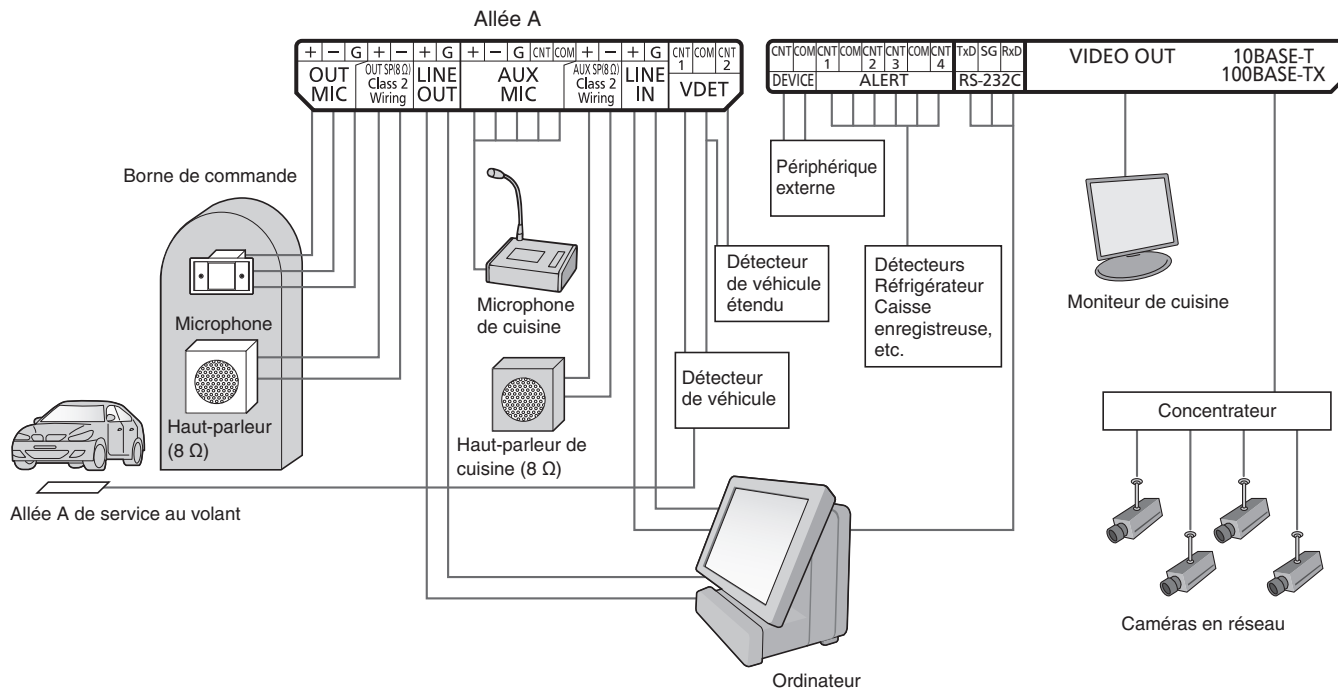 Allée A
+ − G + − + G + − G CNT COM + − + G CNT 1 COM CNT 2
OUT MIC
OUT SP(8 Ω) Class 2 Wiring
LINE OUT
AUX MIC
AUX SP(8 Ω) Class 2 Wiring
LINE IN
VDET
CNT COM CNT 1 COM CNT 2 CNT 3 COM CNT 4 TxD SG RxD
DEVICE
ALERT
RS-232C
VIDEO OUT
10BASE-T
100BASE-TX
Borne de commande
Microphone
Haut-parleur
(8 Ω)
Allée A de service au volant
Microphone
de cuisine
Haut-parleur de
cuisine (8 Ω)
Périphérique
externe
Détecteur
de véhicule
étendu
Détecteur
de véhicule
Détecteurs
Réfrigérateur
Caisse
enregistreuse,
etc.
Moniteur de cuisine
Concentrateur
Caméras en réseau
Ordinateur